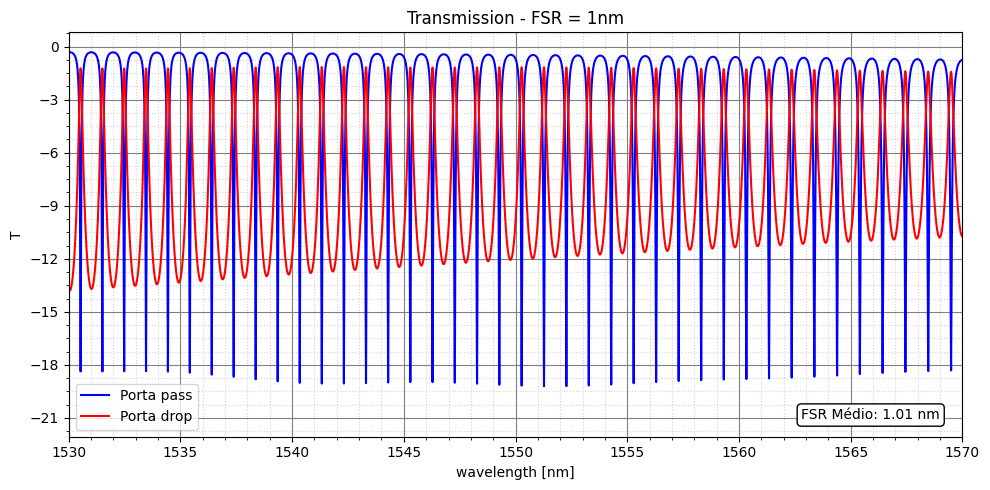 Transmission - FSR = 1nm
T
0
−3
−6
−9
−12
−15
−18
−21
Porta pass
Porta drop
FSR Médio: 1.01 nm
1530 1535 1540 1545 1550 1555 1560 1565 1570
wavelength [nm]